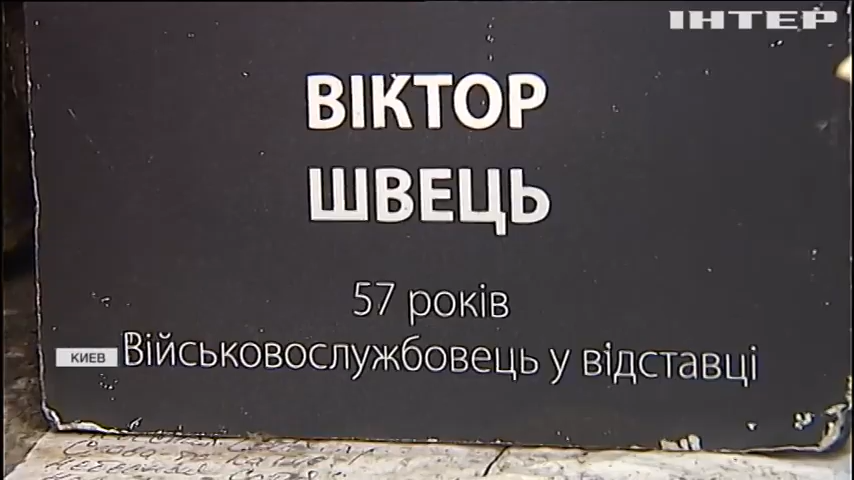 ІНТЕР
ВІКТОР
ШВЕЦЬ
57 років
КИЕВ
Військовослужбовець у відставці